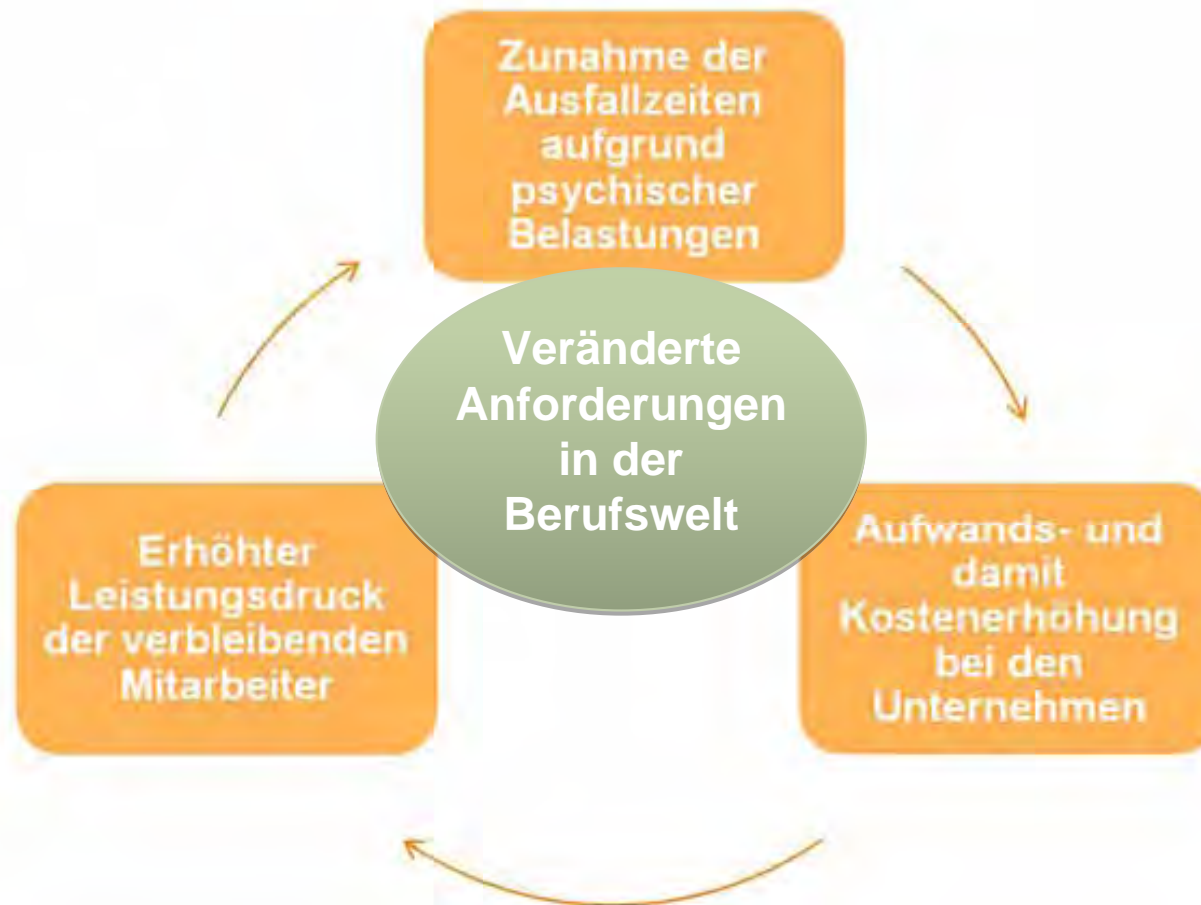 Zunahme der
Ausfallzeiten
aufgrund
psychischer
Belastungen
Veränderte
Anforderungen
in der
Berufswelt
Erhöhter
Leistungsdruck
der verbleibenden
Mitarbeiter
Aufwands- und
damit
Kostenerhöhung
bei den
Unternehmen